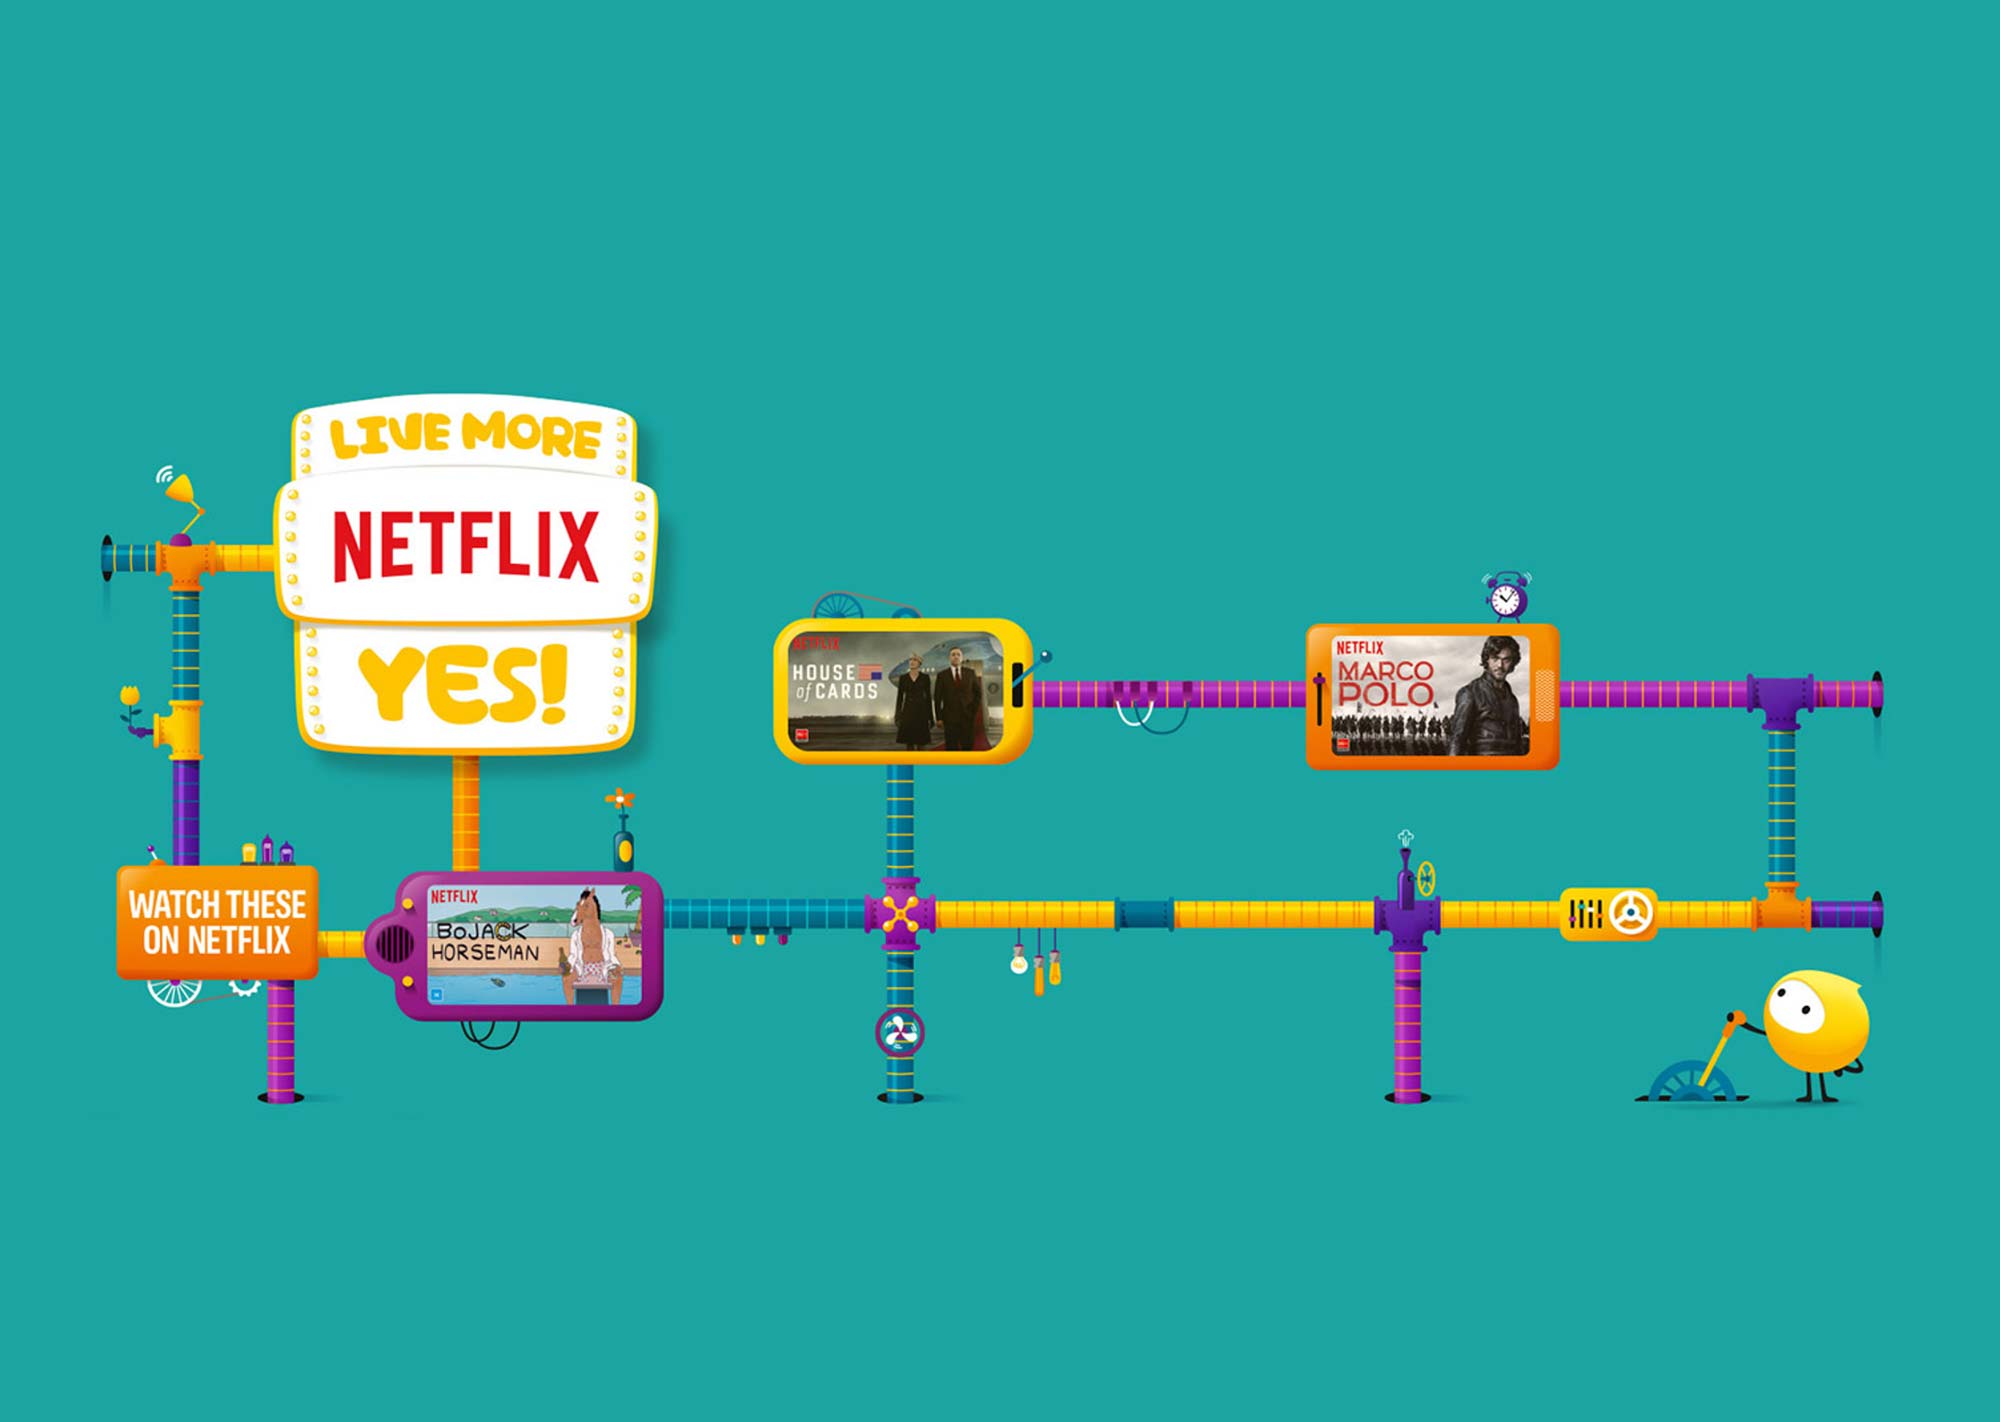 LIVE MORE
NETFLIX
YES!
WATCH THESE
ON NETFLIX
NETFLIX
BOJACK
HORSEMAN
NETFLIX
HOUSE
of CARDS
NETFLIX
MARCO
POLO